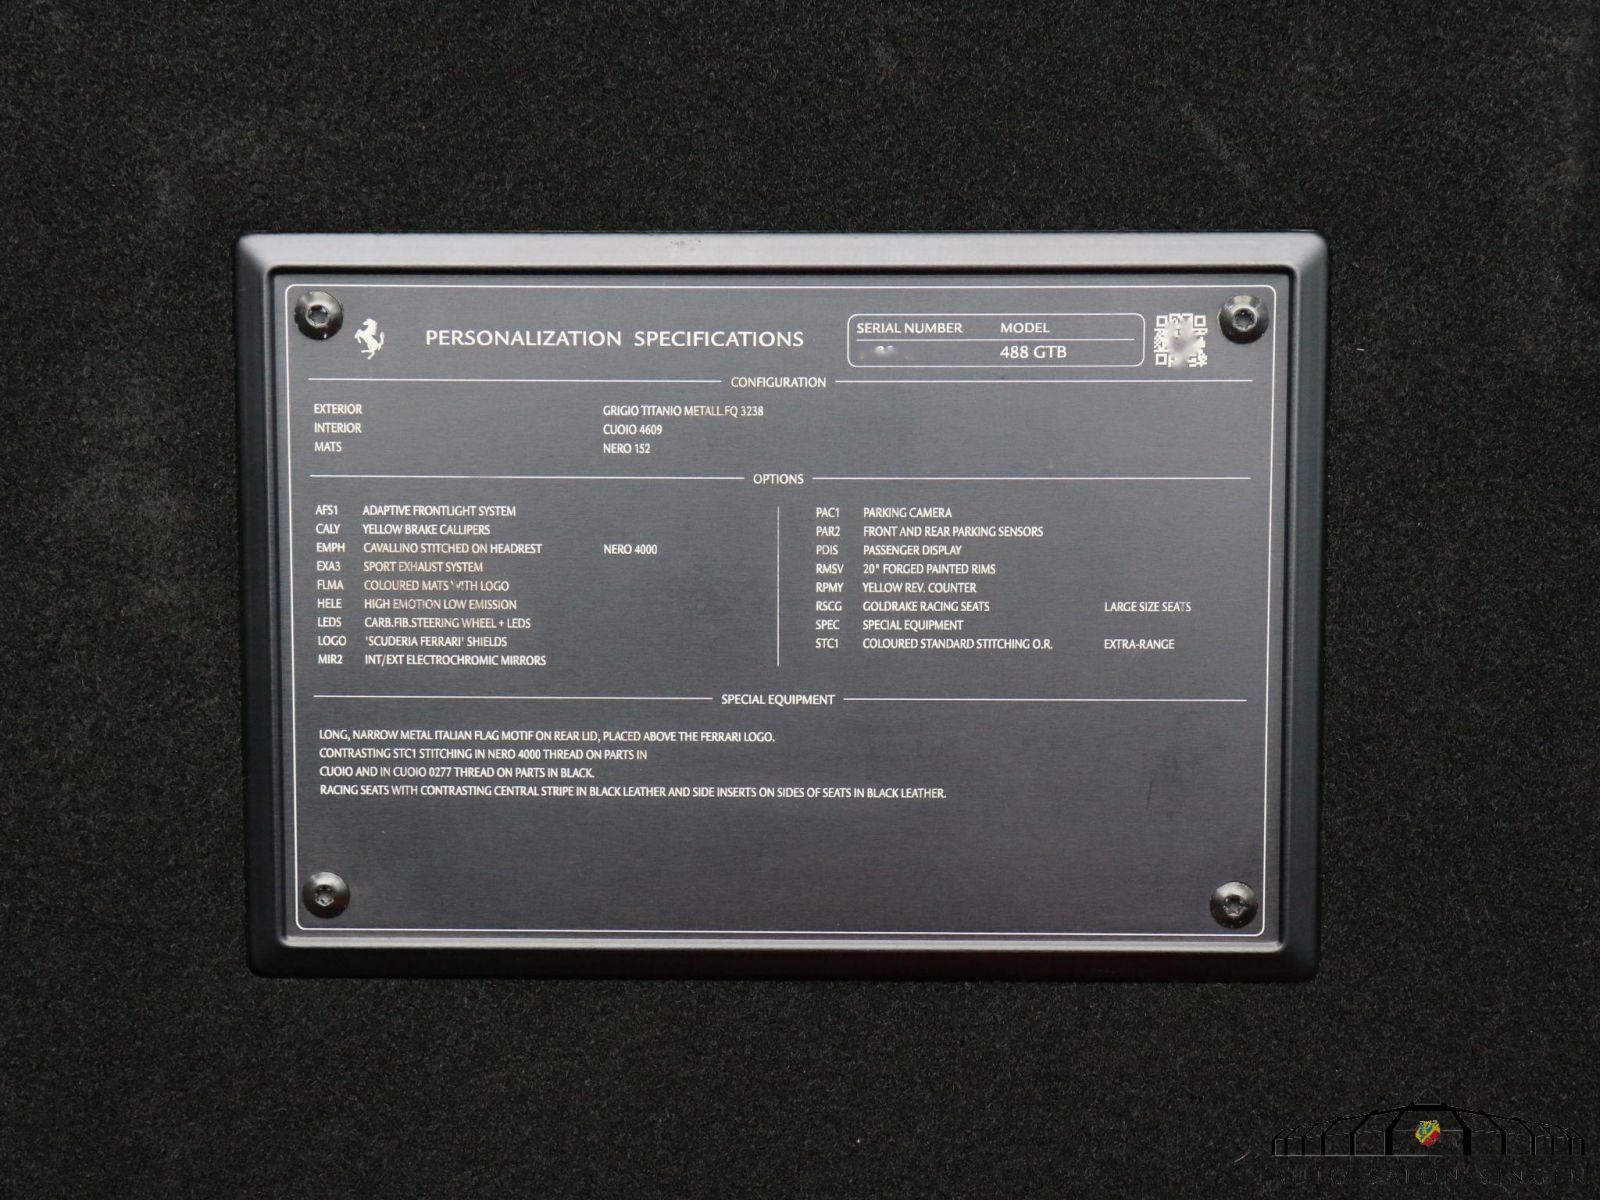 PERSONALIZATION SPECIFICATIONS
SERIAL NUMBER MODEL
488 GTB
CONFIGURATION
EXTERIOR GRIGIO TITANIO METALL.FQ 3238
INTERIOR CUOIO 4609
MATS NERO 152
OPTIONS
AFS1 ADAPTIVE FRONTLIGHT SYSTEM
CALY YELLOW BRAKE CALLIPERS
EMPH CAVALLINO STITCHED ON HEADREST NERO 4000
EXA3 SPORT EXHAUST SYSTEM
FLMA COLOURED MATS WITH LOGO
HELE HIGH EMOTION LOW EMISSION
LEDS CARB.FIB.STEERING WHEEL + LEDS
LOGO 'SCUDERIA FERRARI' SHIELDS
MIR2 INT/EXT ELECTROCHROMIC MIRRORS
PAC1 PARKING CAMERA
PAR2 FRONT AND REAR PARKING SENSORS
PDIS PASSENGER DISPLAY
RMSV 20" FORGED PAINTED RIMS
RPMY YELLOW REV. COUNTER
RSCG GOLDRAKE RACING SEATS LARGE SIZE SEATS
SPEC SPECIAL EQUIPMENT
STC1 COLOURED STANDARD STITCHING O.R. EXTRA-RANGE
SPECIAL EQUIPMENT
LONG, NARROW METAL ITALIAN FLAG MOTIF ON REAR LID, PLACED ABOVE THE FERRARI LOGO.
CONTRASTING STC1 STITCHING IN NERO 4000 THREAD ON PARTS IN
CUOIO AND IN CUOIO 0277 THREAD ON PARTS IN BLACK.
RACING SEATS WITH CONTRASTING CENTRAL STRIPE IN BLACK LEATHER AND SIDE INSERTS ON SIDES OF SEATS IN BLACK LEATHER.
AUTO SALON SINGEN